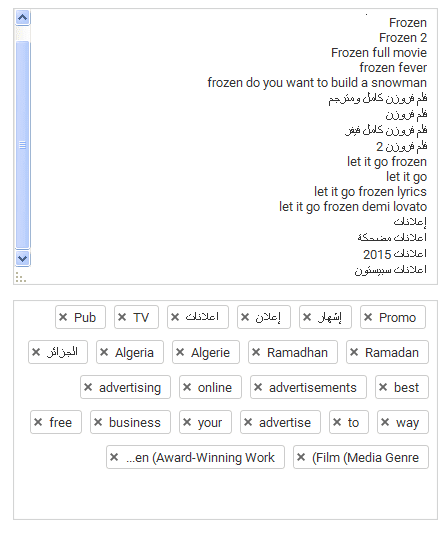 Frozen
Frozen 2
Frozen full movie
frozen fever
frozen do you want to build a snowman
فلم فروزن كامل ومترجم
فلم فروزن
فلم فروزن كامل فيفر
فلم فروزن 2
let it go frozen
let it go
let it go frozen lyrics
let it go frozen demi lovato
إعلانات
اعلانات مضحكة
اعلانات 2015
اعلانات سبيستون
Promo إشهار إعلان اعلانات TV Pub
Ramadan Ramadhan Algerie Algeria الجزائر
best advertisements online advertising
way to advertise your business free
(Film (Media Genre ...en (Award-Winning Work